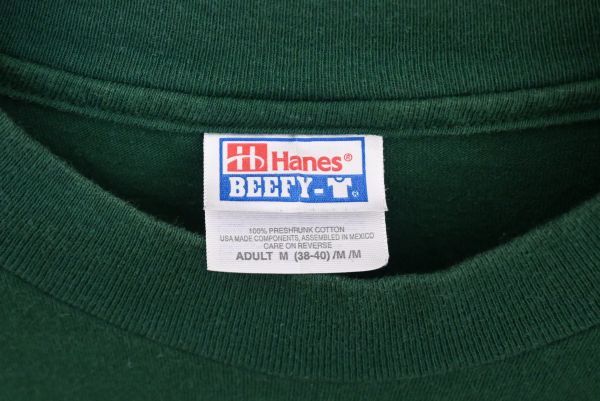 Hanes®
BEEFY-T
100% PRESHRUNK COTTON
USA MADE COMPONENTS, ASSEMBLED IN MEXICO
CARE ON REVERSE
ADULT M (38-40) /M/M